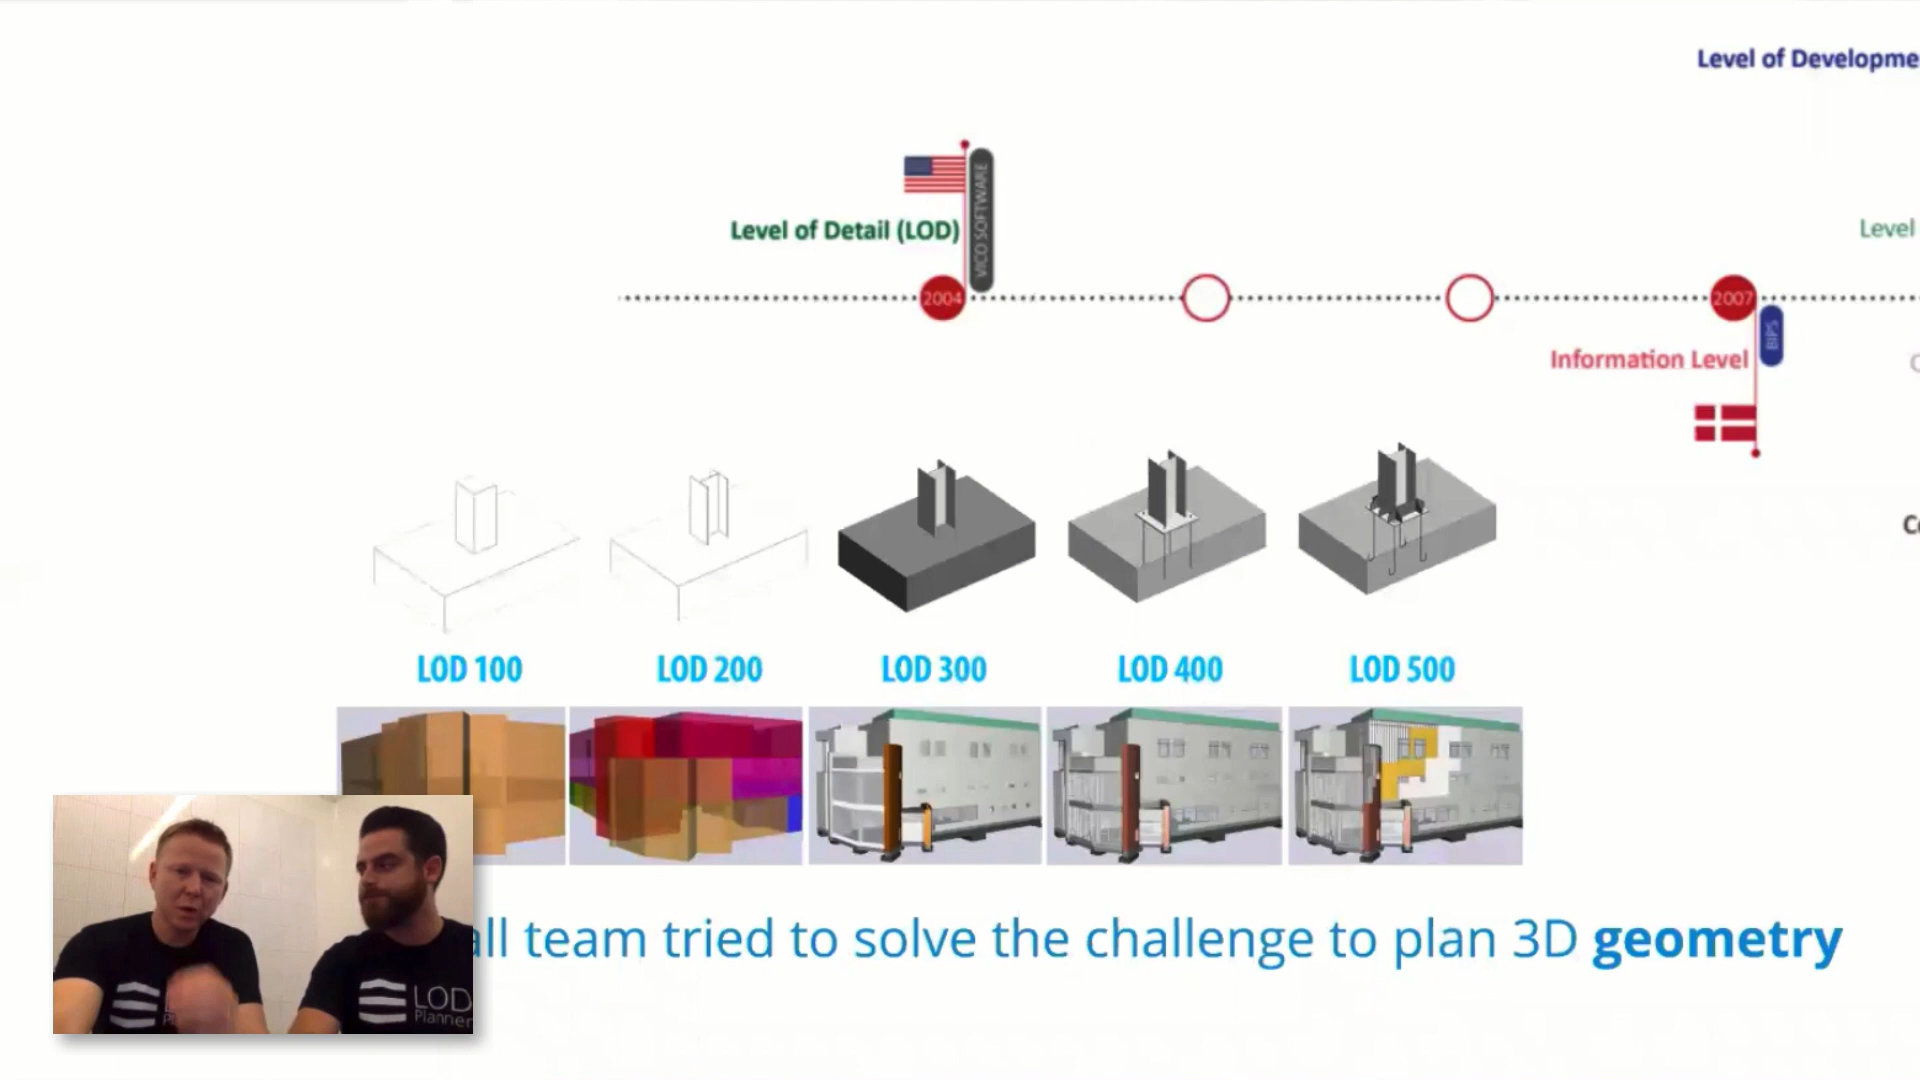 Level of Developme
VICO SOFTWARE
Level of Detail (LOD)
Level
2004
2007
BIPS
Information Level
LOD 100
LOD 200
LOD 300
LOD 400
LOD 500
all team tried to solve the challenge to plan 3D geometry
LOD
Planner